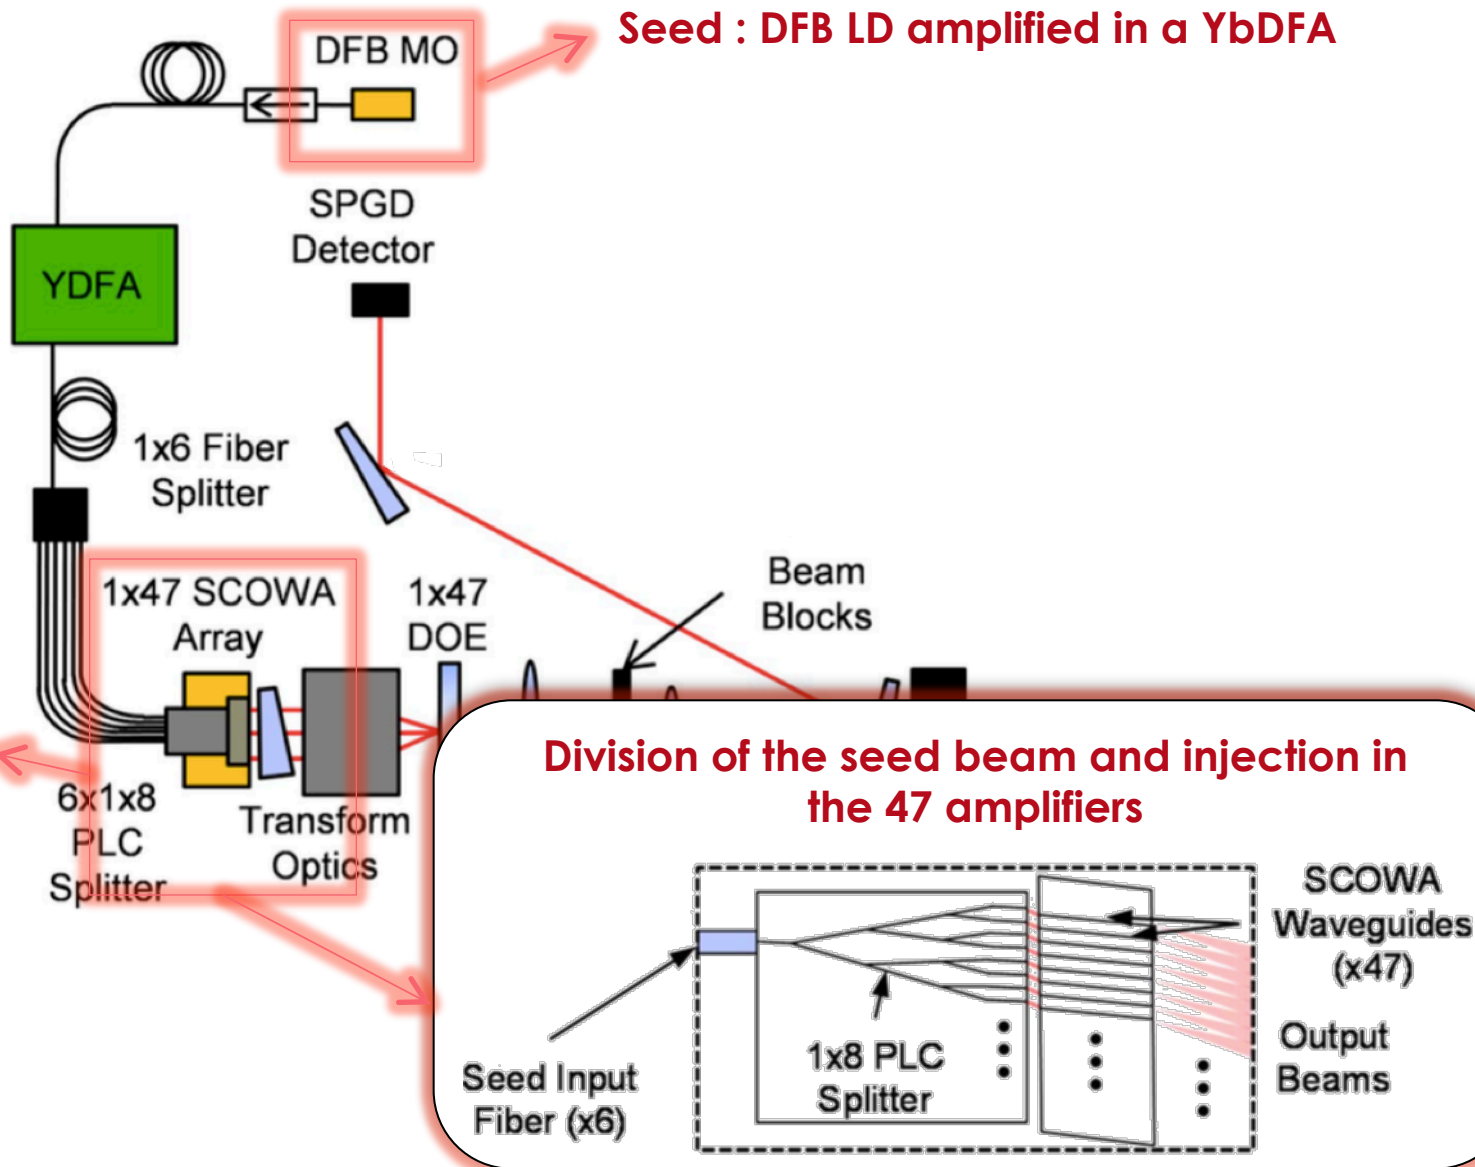 Seed : DFB LD amplified in a YbDFA
DFB MO
SPGD
Detector
YDFA
1x6 Fiber
Splitter
1x47 SCOWA
Array
1x47
DOE
Beam
Blocks
6x1x8
PLC
Splitter
Transform
Optics
Division of the seed beam and injection in
the 47 amplifiers
SCOWA
Waveguides
(x47)
1x8 PLC
Splitter
Output
Beams
Seed Input
Fiber (x6)